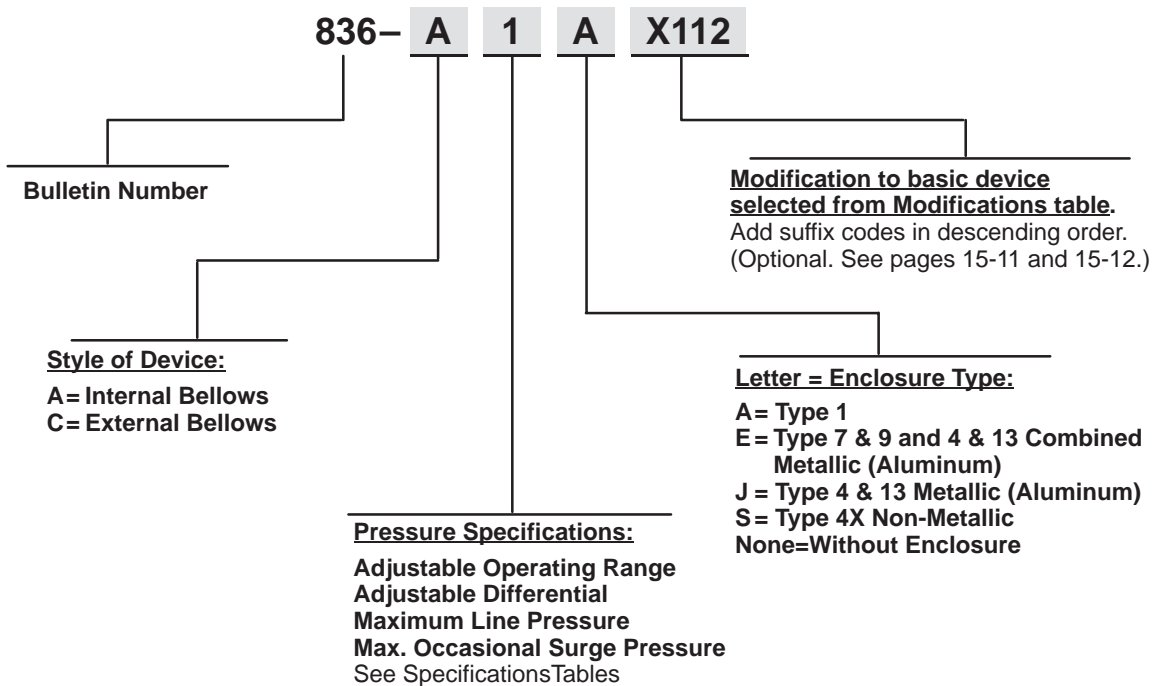 836– A 1 A X112
Bulletin Number
Modification to basic device
selected from Modifications table.
Add suffix codes in descending order.
(Optional. See pages 15-11 and 15-12.)
Style of Device:
A= Internal Bellows
C= External Bellows
Letter = Enclosure Type:
A= Type 1
E= Type 7 & 9 and 4 & 13 Combined
Metallic (Aluminum)
J = Type 4 & 13 Metallic (Aluminum)
S= Type 4X Non-Metallic
None=Without Enclosure
Pressure Specifications:
Adjustable Operating Range
Adjustable Differential
Maximum Line Pressure
Max. Occasional Surge Pressure
See SpecificationsTables